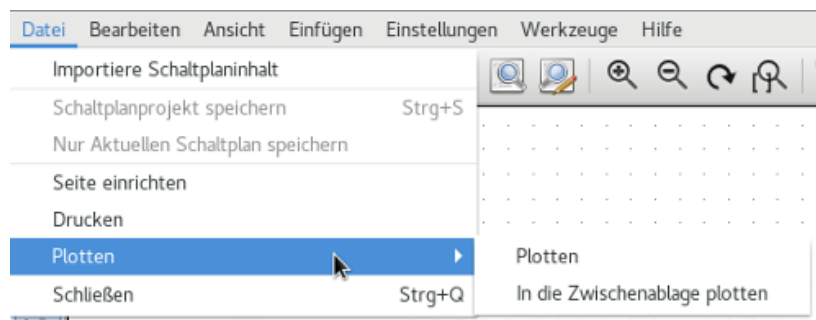 Datei Bearbeiten Ansicht Einfügen Einstellungen Werkzeuge Hilfe
Importiere Schaltplaninhalt
Schaltplanprojekt speichern Strg+S
Nur Aktuellen Schaltplan speichern
Seite einrichten
Drucken
Plotten
Plotten
Schließen Strg+Q
In die Zwischenablage plotten